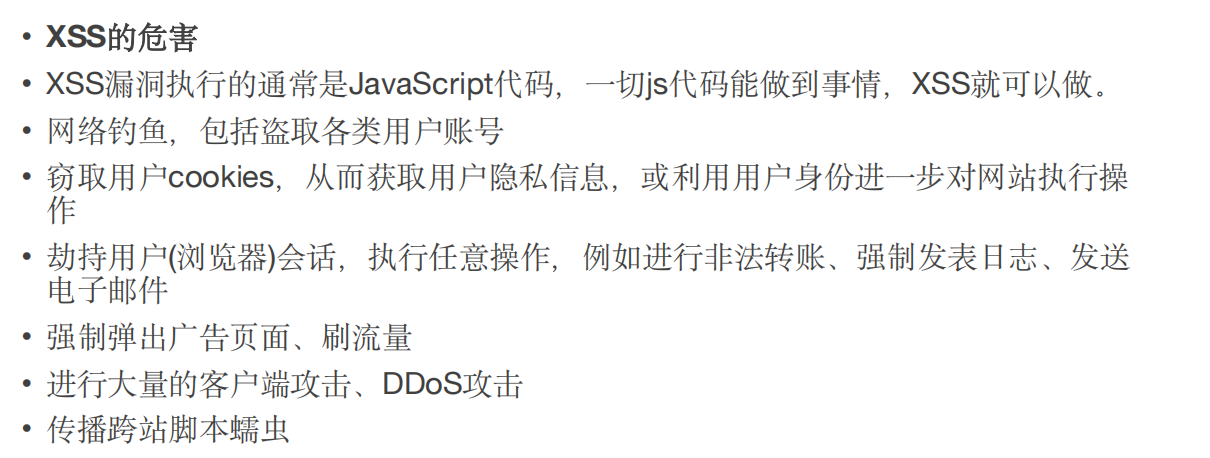 • XSS的危害
• XSS漏洞执行的通常是JavaScript代码，一切js代码能做到事情，XSS就可以做。
• 网络钓鱼，包括盗取各类用户账号
• 窃取用户cookies，从而获取用户隐私信息，或利用用户身份进一步对网站执行操
作
• 劫持用户(浏览器)会话，执行任意操作，例如进行非法转账、强制发表日志、发送
电子邮件
• 强制弹出广告页面、刷流量
• 进行大量的客户端攻击、DDoS攻击
• 传播跨站脚本蠕虫